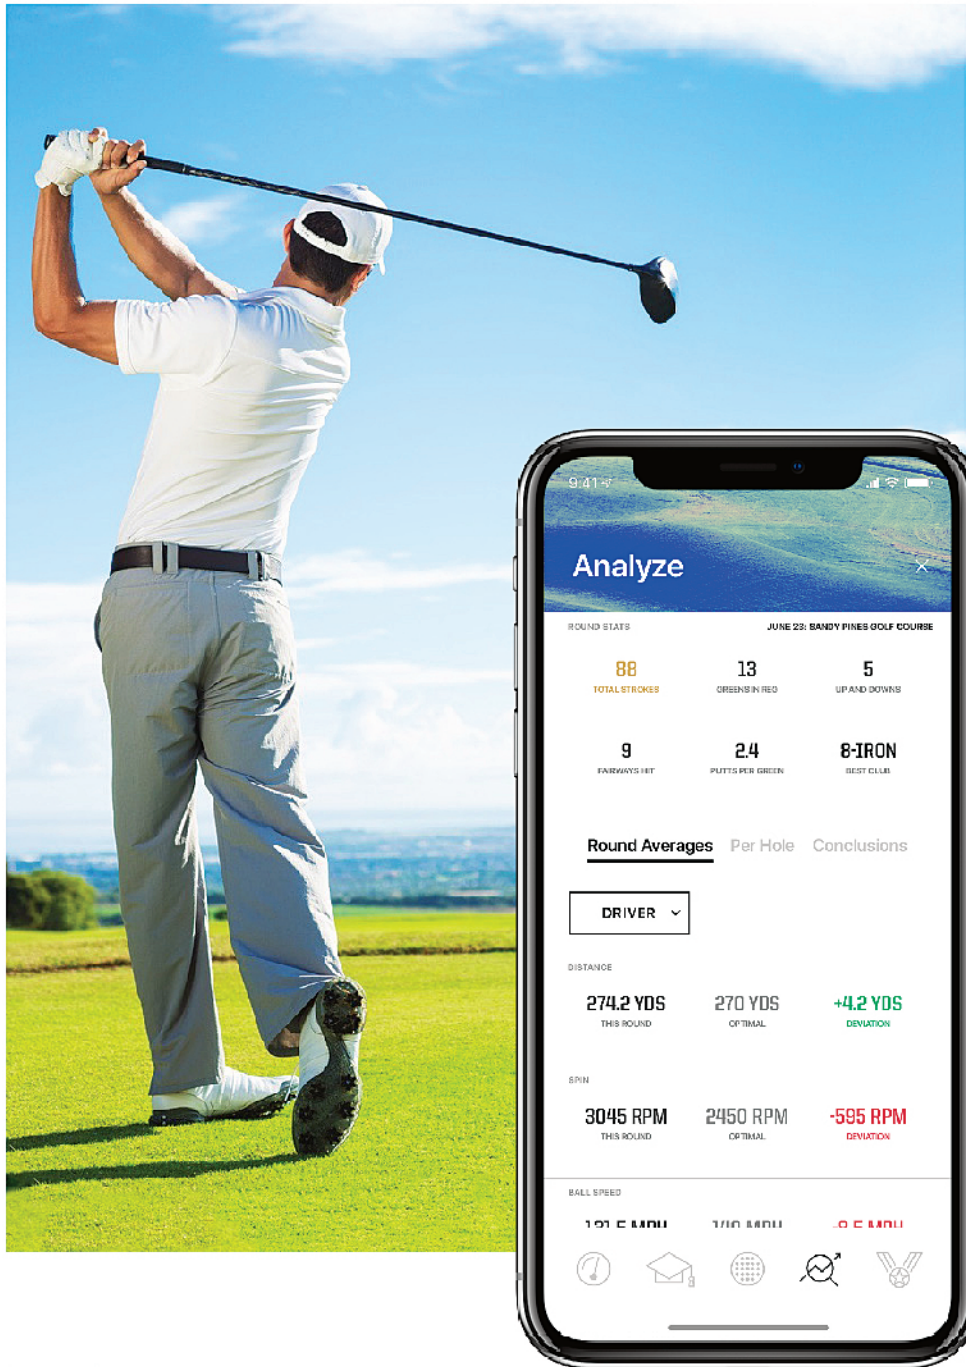 9:41
Analyze
ROUND STATS JUNE 23: SANDY PINES GOLF COURSE
88 13 5
TOTAL STROKES GREENS IN REG UP AND DOWNS
9 2.4 8-IRON
FAIRWAYS HIT PUTTS PER GREEN BEST CLUB
Round Averages Per Hole Conclusions
DRIVER
DISTANCE
274.2 YDS 270 YDS +4.2 YDS
THIS ROUND OPTIMAL DEVIATION
SPIN
3045 RPM 2450 RPM -595 RPM
THIS ROUND OPTIMAL DEVIATION
BALL SPEED
MPH MPH MPH